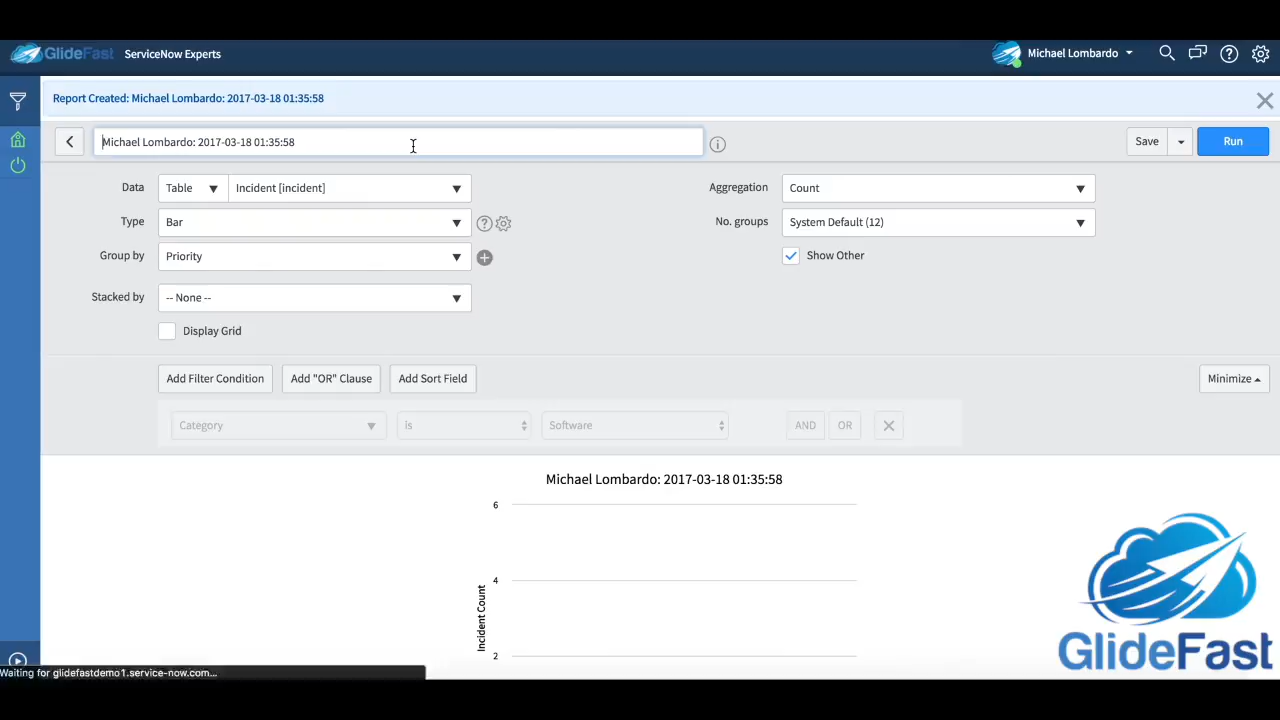 GlideFast ServiceNow Experts Michael Lombardo
Report Created: Michael Lombardo: 2017-03-18 01:35:58
Michael Lombardo: 2017-03-18 01:35:58 Save Run
Data Table Incident [incident] Aggregation Count
Type Bar No. groups System Default (12)
Group by Priority Show Other
Stacked by -- None --
Display Grid
Add Filter Condition Add "OR" Clause Add Sort Field Minimize
Category is Software AND OR
Michael Lombardo: 2017-03-18 01:35:58
6
4
Incident Count
2
GlideFast
Waiting for glidefastdemo1.service-now.com...